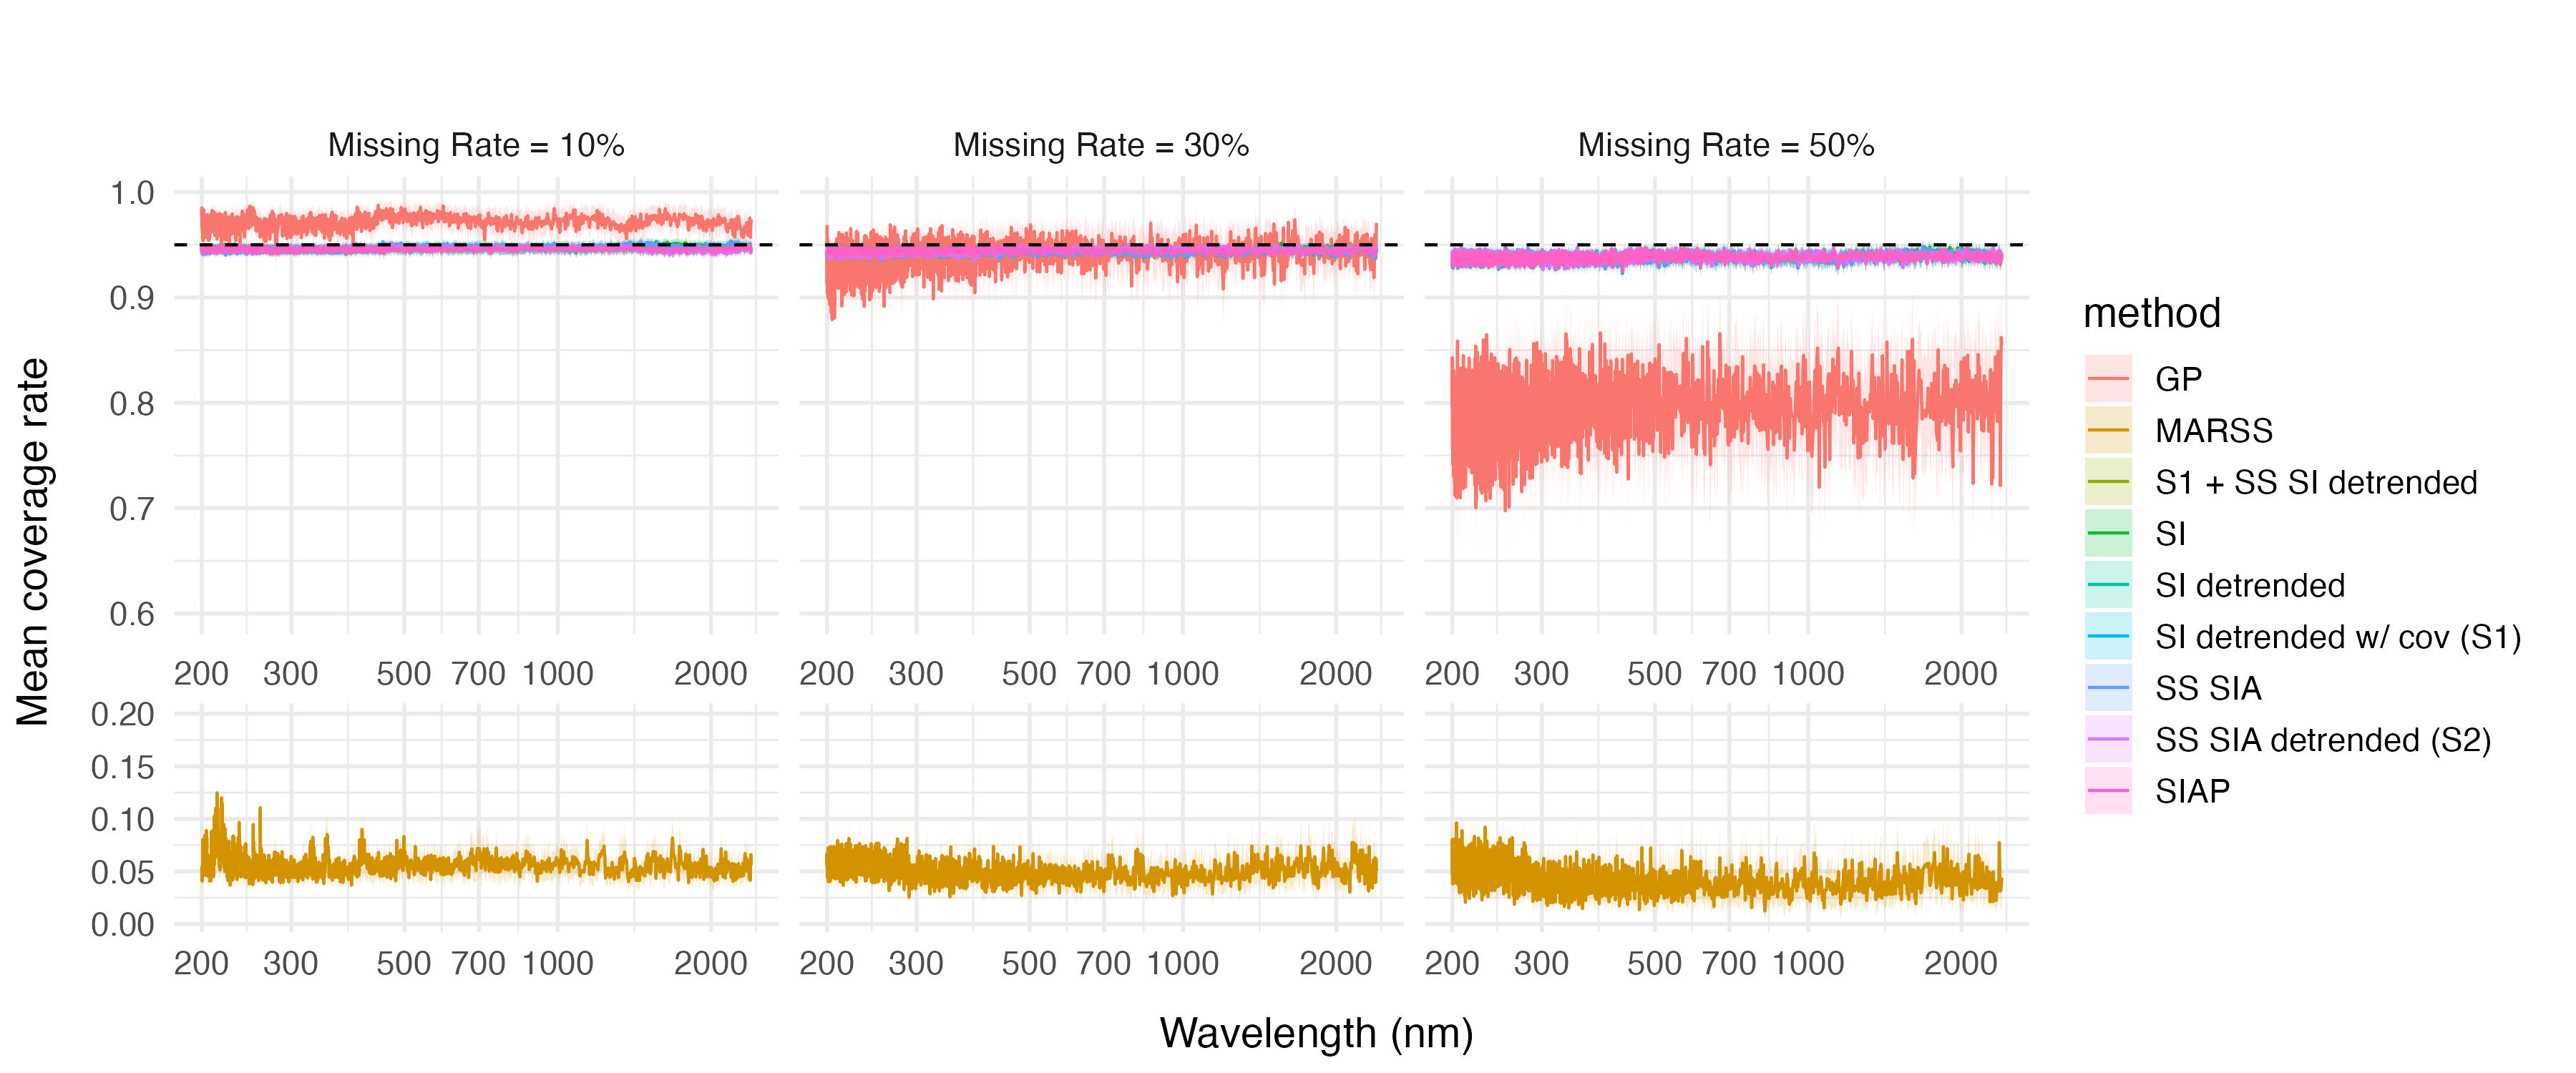 Missing Rate = 10%
Missing Rate = 30%
Missing Rate = 50%
Mean coverage rate
1.0
0.9
0.8
0.7
0.6
200 300 500 700 1000 2000
200 300 500 700 1000 2000
200 300 500 700 1000 2000
0.20
0.15
0.10
0.05
0.00
200 300 500 700 1000 2000
200 300 500 700 1000 2000
200 300 500 700 1000 2000
Wavelength (nm)
method
GP
MARSS
S1 + SS SI detrended
SI
SI detrended
SI detrended w/ cov (S1)
SS SIA
SS SIA detrended (S2)
SIAP